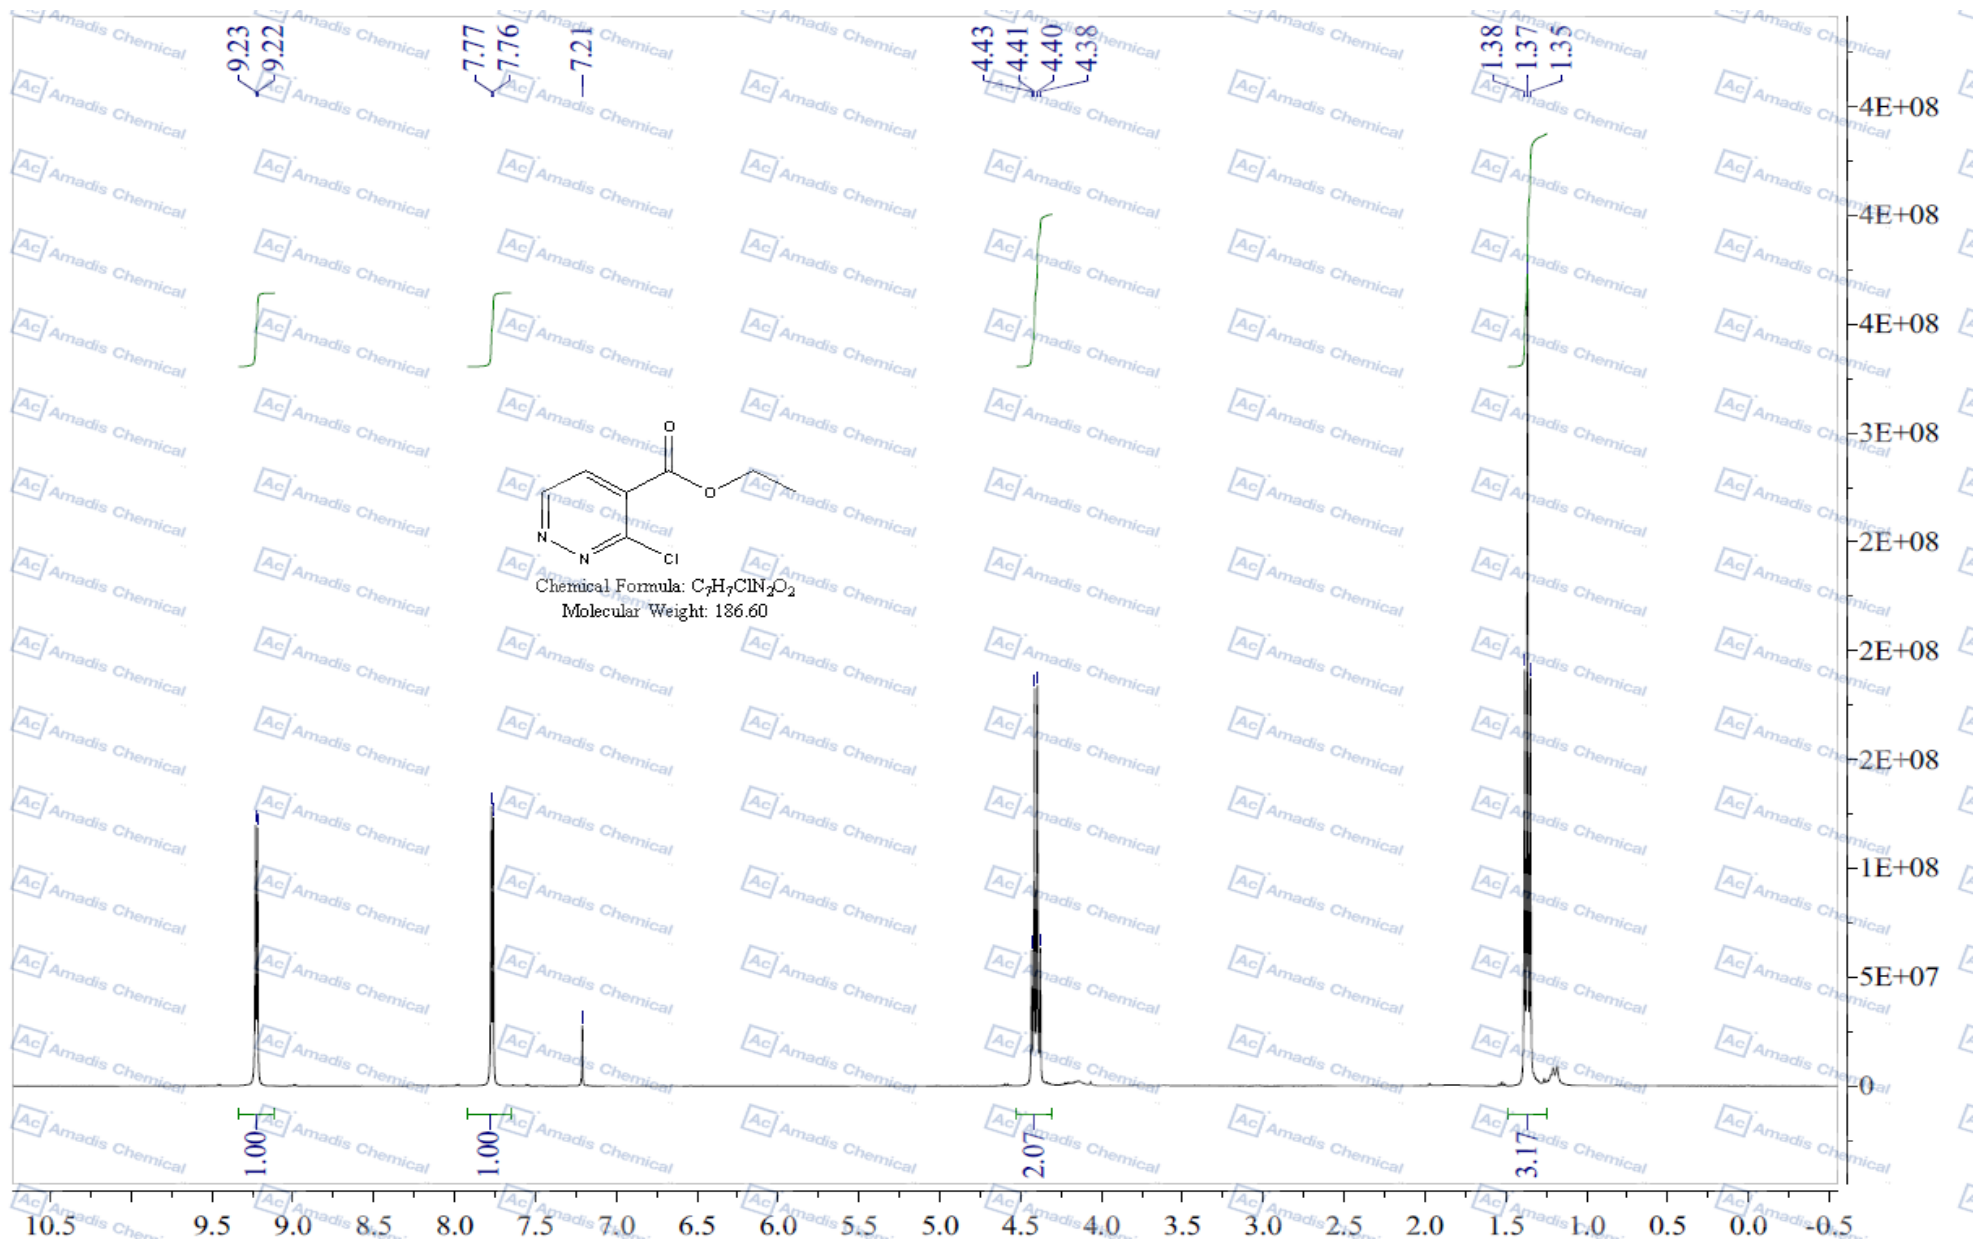 9.23
9.22
7.77
7.76
7.21
4.43
4.41
4.40
4.38
1.38
1.37
1.35
4E+08
4E+08
4E+08
3E+08
2E+08
2E+08
2E+08
1E+08
5E+07
0
O
O
N
N
Cl
Chemical Formula: C₇H₇ClN₂O₂
Molecular Weight: 186.60
1.00
1.00
2.07
3.17
10.5
9.5
9.0
8.5
8.0
7.5
7.0
6.5
6.0
5.5
5.0
4.5
4.0
3.5
3.0
2.5
2.0
1.5
1.0
0.5
0.0
-0.5
Ac Amadis Chemical